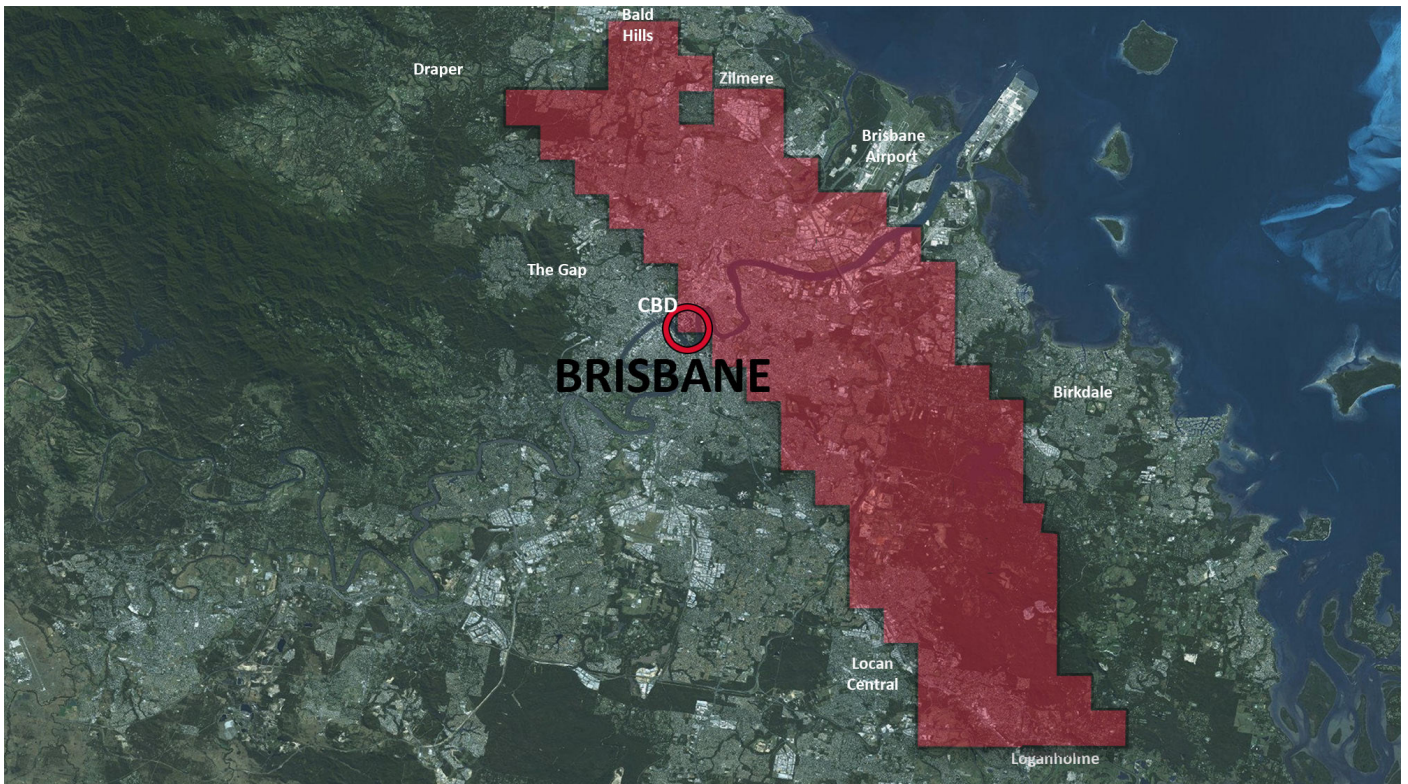 Bald
Hills
Draper
Zilmere
Brisbane
Airport
The Gap
CBD
BRISBANE
Birkdale
Locan
Central
Loganholme